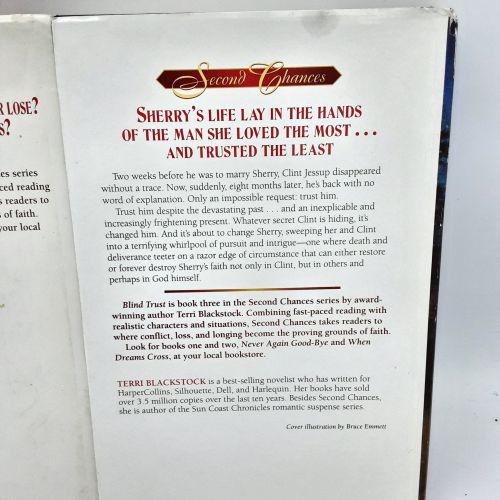 R LOSE?
S?
es series
ced reading
s readers to
s of faith.
your local
Second Chances
SHERRY'S LIFE LAY IN THE HANDS
OF THE MAN SHE LOVED THE MOST . . .
AND TRUSTED THE LEAST
Two weeks before he was to marry Sherry, Clint Jessup disappeared
without a trace. Now, suddenly, eight months later, he's back with no
word of explanation. Only an impossible request: trust him.
Trust him despite the devastating past . . . and an inexplicable and
increasingly frightening present. Whatever secret Clint is hiding, it's
changed him. And it's about to change Sherry, sweeping her and Clint
into a terrifying whirlpool of pursuit and intrigue—one where death and
deliverance teeter on a razor edge of circumstance that can either restore
or forever destroy Sherry's faith not only in Clint, but in others and
perhaps in God himself.
Blind Trust is book three in the Second Chances series by award-
winning author Terri Blackstock. Combining fast-paced reading with
realistic characters and situations, Second Chances takes readers to
where conflict, loss, and longing become the proving grounds of faith.
Look for books one and two, Never Again Good-Bye and When
Dreams Cross, at your local bookstore.
TERRI BLACKSTOCK is a best-selling novelist who has written for
HarperCollins, Silhouette, Dell, and Harlequin. Her books have sold
over 3.5 million copies over the last ten years. Besides Second Chances,
she is author of the Sun Coast Chronicles romantic suspense series.
Cover illustration by Bruce Emmett